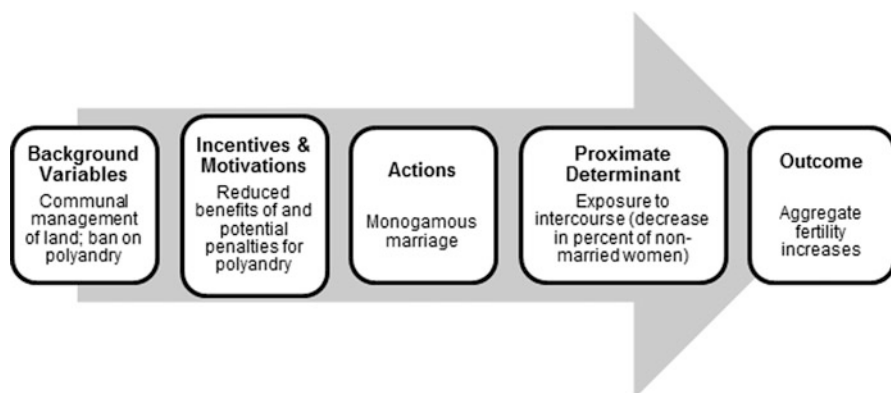 Background
Variables
Communal
management
of land; ban on
polyandry
Incentives &
Motivations
Reduced
benefits of and
potential
penalties for
polyandry
Actions
Monogamous
marriage
Proximate
Determinant
Exposure to
intercourse (decrease
in percent of non-
married women)
Outcome
Aggregate
fertility
increases